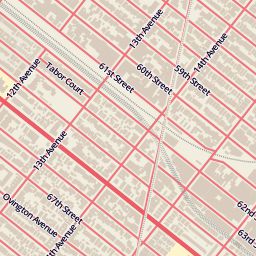 13th Avenue
14th Avenue
12th Avenue
Tabor Court
61st Street
60th Street
59th Street
13th Avenue
67th Street
Ovington Avenue
Avenue
62nd
63rd